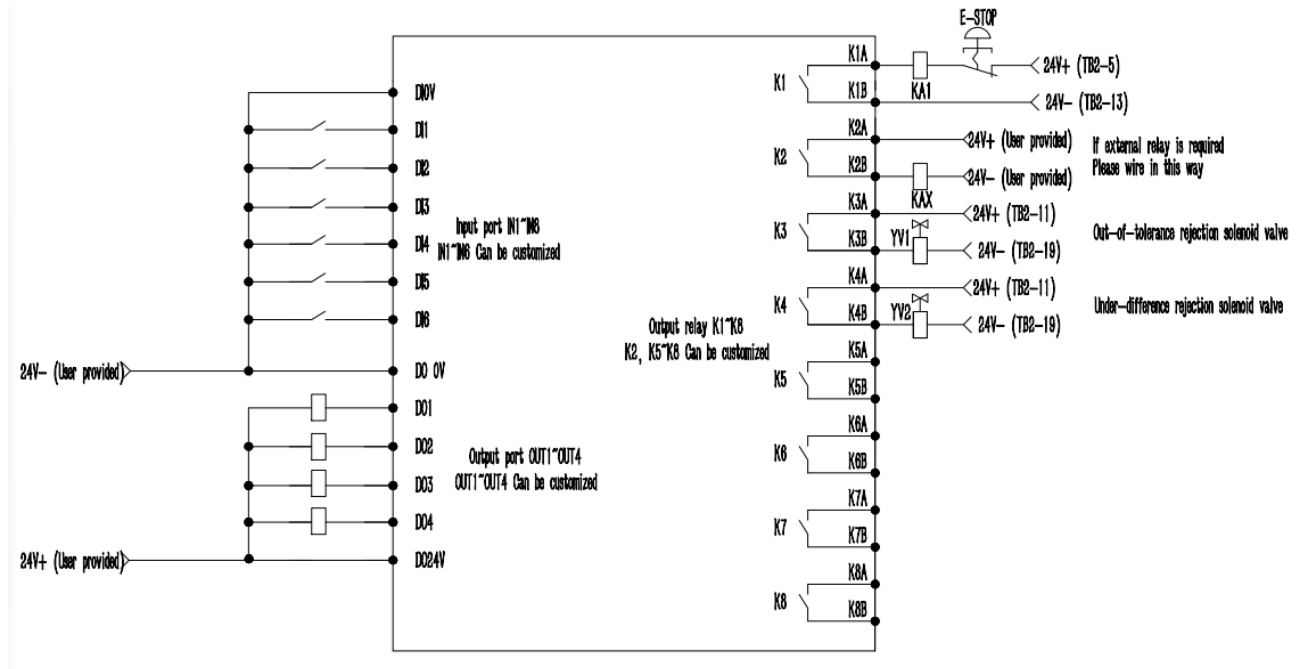 E-STOP
K1A
24V+ (TB2-5)
K1
KA1
DI0V
K1B
24V- (TB2-13)
DI1
K2A
24V+ (User provided)
If external relay is required
K2
DI2
K2B
24V- (User provided)
Please wire in this way
KAX
DI3
K3A
24V+ (TB2-11)
Input port IN1~IN8
K3
YV1
Out-of-tolerance rejection solenoid valve
DI4
IN1~IN6 Can be customized
K3B
24V- (TB2-19)
DI5
K4A
24V+ (TB2-11)
K4
YV2
Under-difference rejection solenoid valve
DI6
Output relay K1~K8
K4B
24V- (TB2-19)
K2, K5~K8 Can be customized
K5A
24V- (User provided)
DO 0V
K5
K5B
DO1
K6A
DO2
Output port OUT1~OUT4
K6
K6B
DO3
OUT1~OUT4 Can be customized
K7A
DO4
K7
K7B
24V+ (User provided)
DO24V
K8A
K8
K8B